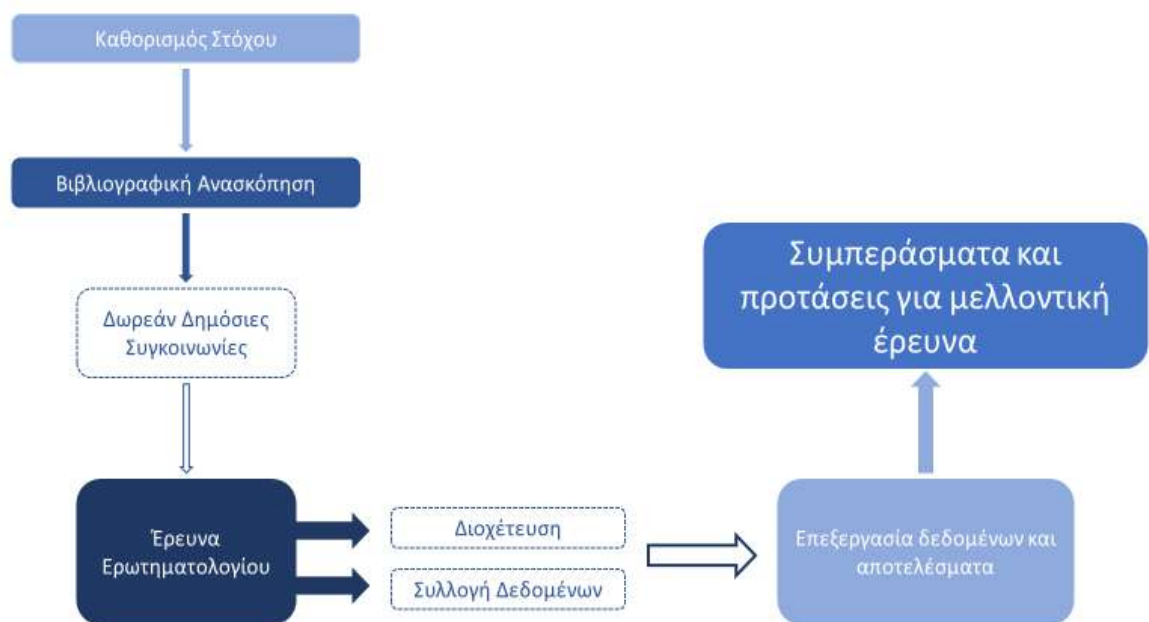 Καθορισμός Στόχου
Βιβλιογραφική Ανασκόπηση
Δωρεάν Δημόσιες
Συγκοινωνίες
Έρευνα
Ερωτηματολογίου
Διοχέτευση
Συλλογή Δεδομένων
Επεξεργασία δεδομένων και
αποτελέσματα
Συμπεράσματα και
προτάσεις για μελλοντική
έρευνα